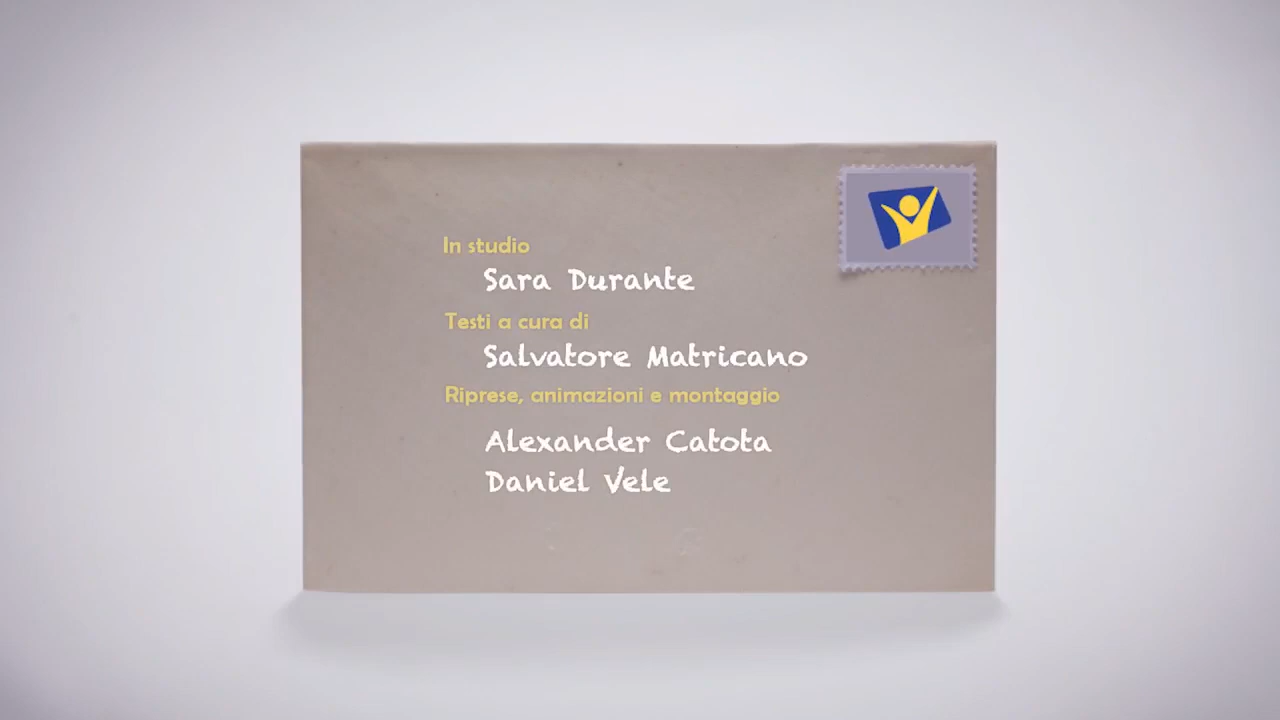 In studio
Sara Durante
Testi a cura di
Salvatore Matricano
Riprese, animazioni e montaggio
Alexander Catota
Daniel Vele